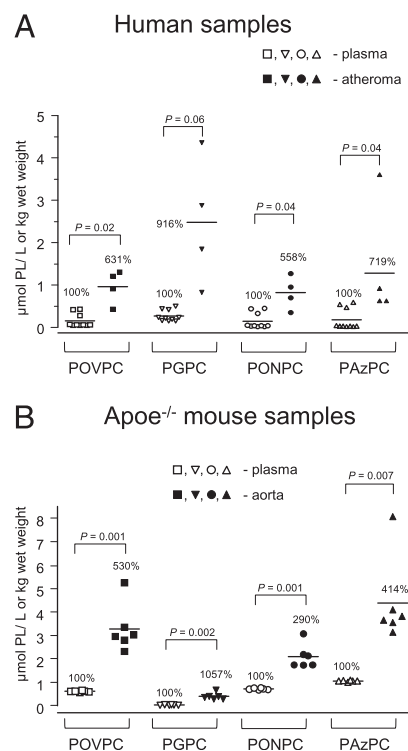 A
Human samples
, , , - plasma
, , , - atheroma
µmol PL/ L or kg wet weight
5
4
3
2
1
0
P = 0.02
P = 0.06
P = 0.04
P = 0.04
100%
631%
100%
916%
100%
558%
100%
719%
POVPC
PGPC
PONPC
PAzPC
B
Apoe-/- mouse samples
, , , - plasma
, , , - aorta
µmol PL/ L or kg wet weight
8
7
6
5
4
3
2
1
0
P = 0.001
P = 0.002
P = 0.001
P = 0.007
100%
530%
100%
1057%
100%
290%
100%
414%
POVPC
PGPC
PONPC
PAzPC